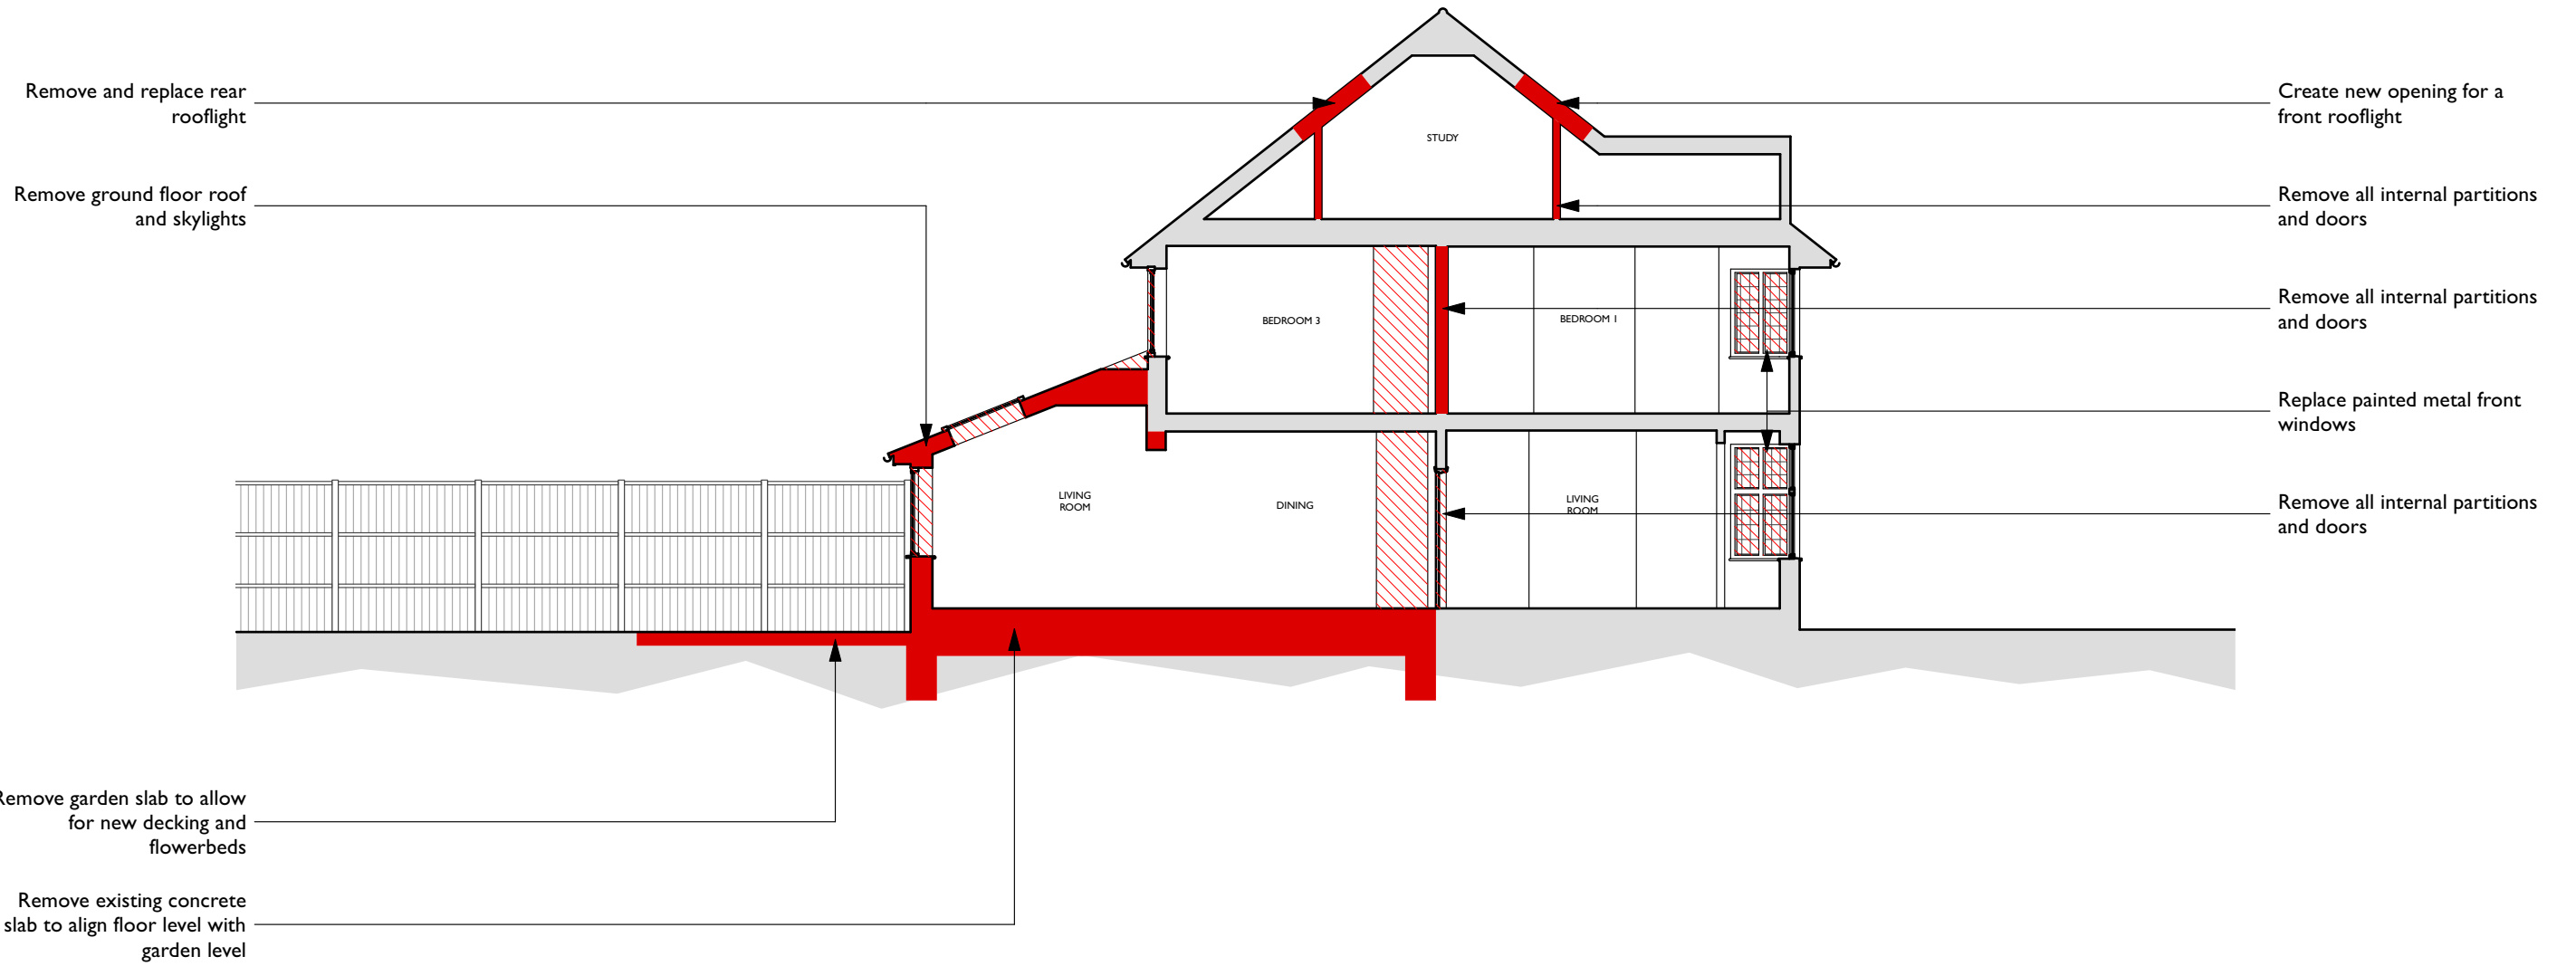 Remove and replace rear
rooflight
Remove ground floor roof
and skylights
Remove garden slab to allow
for new decking and
flowerbeds
Remove existing concrete
slab to align floor level with
garden level
STUDY
BEDROOM 3
BEDROOM 1
LIVING
ROOM
DINING
LIVING
ROOM
Create new opening for a
front rooflight
Remove all internal partitions
and doors
Remove all internal partitions
and doors
Replace painted metal front
windows
Remove all internal partitions
and doors